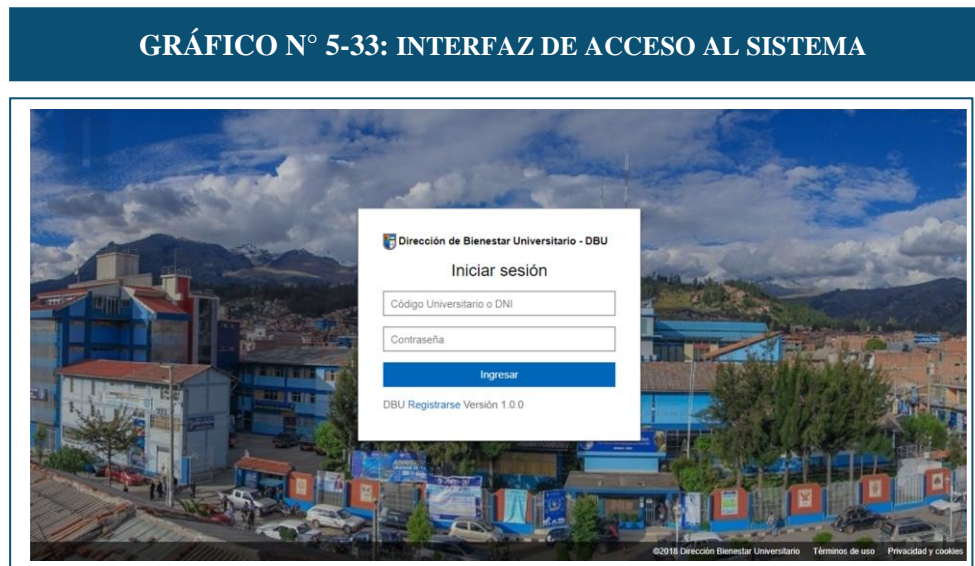 GRÁFICO N° 5-33: INTERFAZ DE ACCESO AL SISTEMA
Dirección de Bienestar Universitario - DBU
Iniciar sesión
Código Universitario o DNI
Contraseña
Ingresar
DBU Registrarse Versión 1.0.0
©2018 Dirección Bienestar Universitario Términos de uso Privacidad y cookies